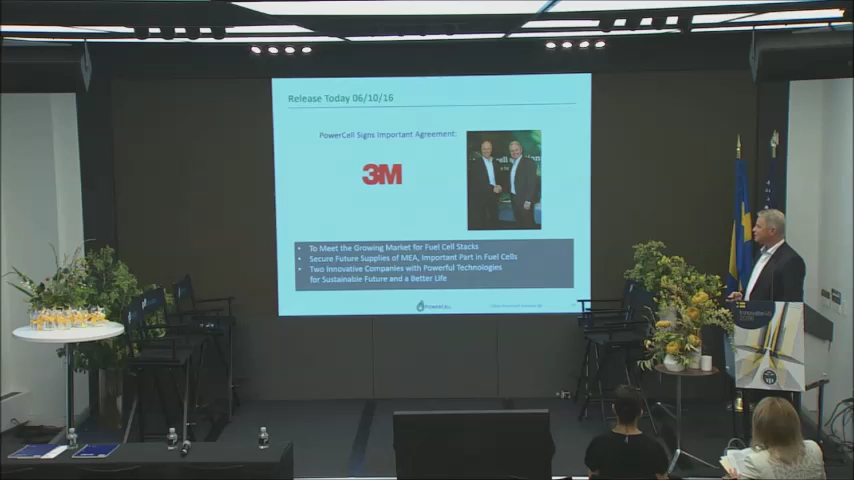 Release Today 06/10/16
PowerCell Signs Important Agreement:
3M
• To Meet the Growing Market for Fuel Cell Stacks
• Secure Future Supplies of MEA, Important Part in Fuel Cells
• Two Innovative Companies with Powerful Technologies
for Sustainable Future and a Better Life
POWERCELL